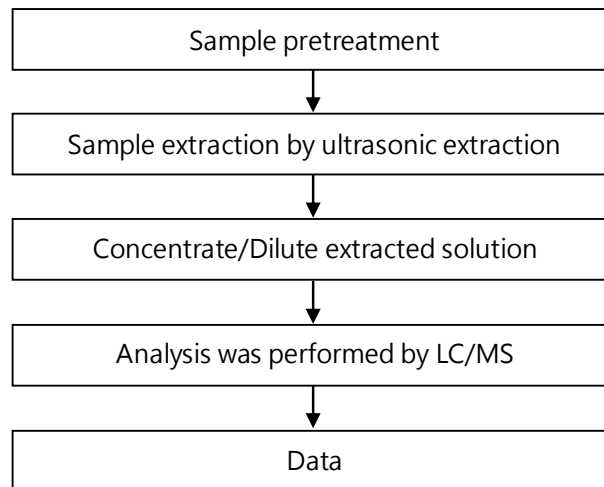 Sample pretreatment
Sample extraction by ultrasonic extraction
Concentrate/Dilute extracted solution
Analysis was performed by LC/MS
Data